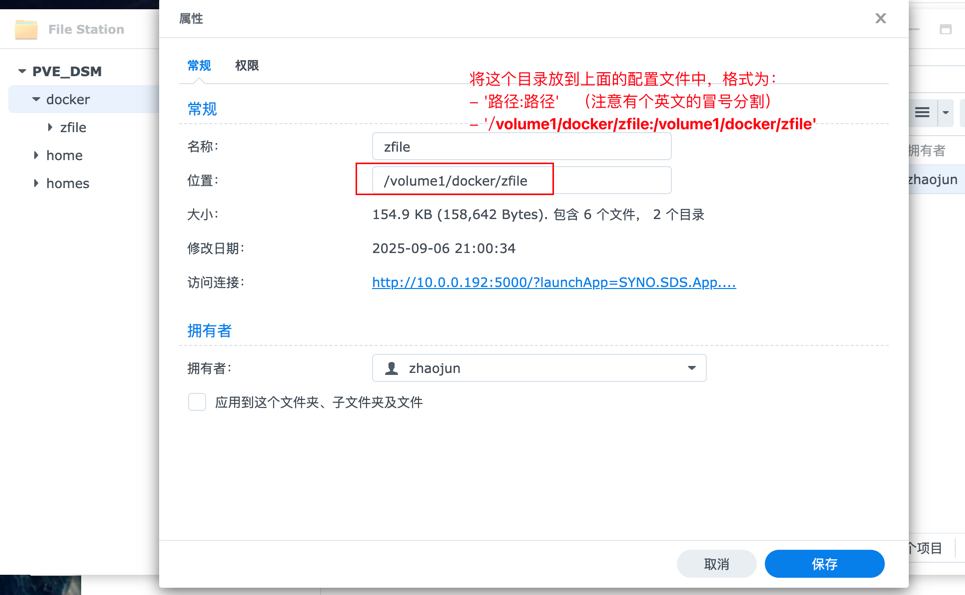 属性
File Station
PVE_DSM
docker
zfile
home
homes
常规 权限
将这个目录放到上面的配置文件中，格式为：
- '路径:路径' （注意有个英文的冒号分割）
- '/volume1/docker/zfile:/volume1/docker/zfile'
常规
名称： zfile
位置： /volume1/docker/zfile
大小： 154.9 KB (158,642 Bytes). 包含 6 个文件， 2 个目录
修改日期： 2025-09-06 21:00:34
访问连接： http://10.0.0.192:5000/?launchApp=SYNO.SDS.App....
拥有者
拥有者： zhaojun
应用到这个文件夹、子文件夹及文件
取消 保存
拥有者
zhaojun
个项目